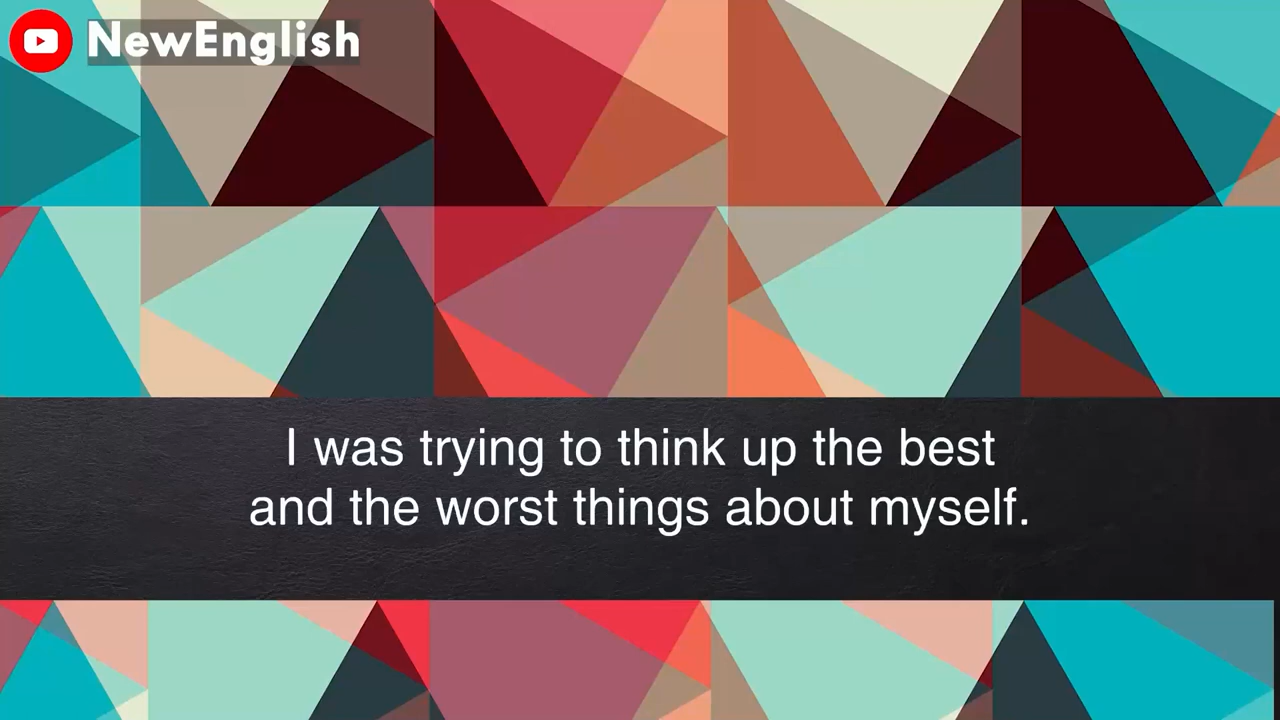 NewEnglish
I was trying to think up the best
and the worst things about myself.